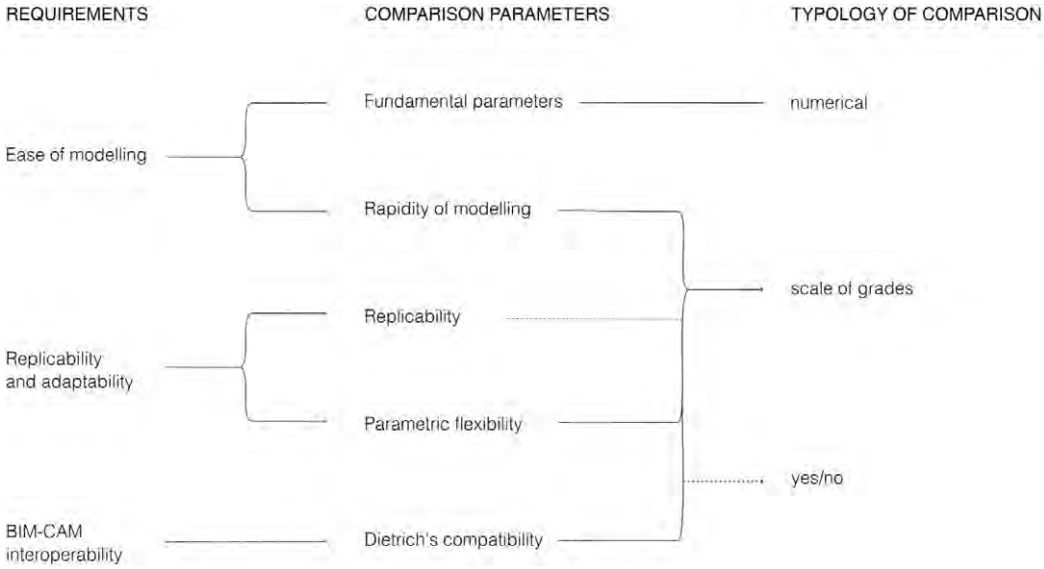 REQUIREMENTS
COMPARISON PARAMETERS
TYPOLOGY OF COMPARISON
Fundamental parameters
numerical
Ease of modelling
Rapidity of modelling
scale of grades
Replicability
Replicability
and adaptability
Parametric flexibility
yes/no
BIM-CAM
interoperability
Dietrich's compatibility